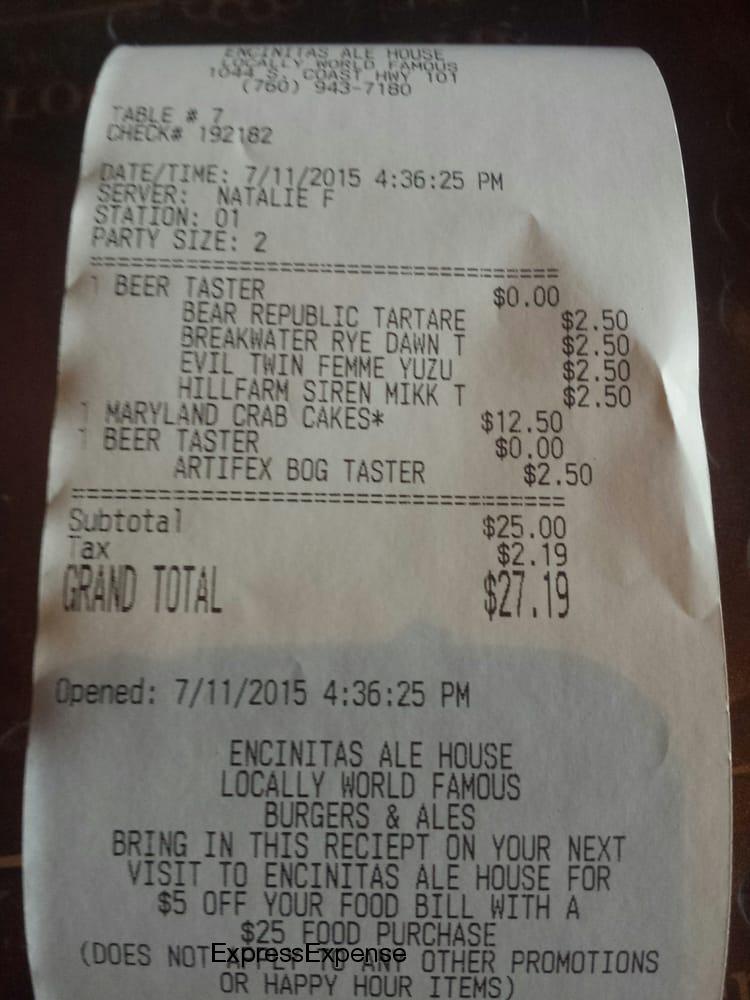 ENCINITAS ALE HOUSE
LOCALLY WORLD FAMOUS
1044 S. COAST HWY 101
(760) 943-7180
TABLE # 7
CHECK# 192182
DATE/TIME: 7/11/2015 4:36:25 PM
SERVER: NATALIE F
STATION: 01
PARTY SIZE: 2
1 BEER TASTER $0.00
BEAR REPUBLIC TARTARE $2.50
BREAKWATER RYE DAWN T $2.50
EVIL TWIN FEMME YUZU $2.50
HILLFARM SIREN MIKK T $2.50
1 MARYLAND CRAB CAKES* $12.50
1 BEER TASTER $0.00
ARTIFEX BOG TASTER $2.50
Subtotal $25.00
Tax $2.19
GRAND TOTAL $27.19
Opened: 7/11/2015 4:36:25 PM
ENCINITAS ALE HOUSE
LOCALLY WORLD FAMOUS
BURGERS & ALES
BRING IN THIS RECIEPT ON YOUR NEXT
VISIT TO ENCINITAS ALE HOUSE FOR
$5 OFF YOUR FOOD BILL WITH A
$25 FOOD PURCHASE
(DOES NOT APPLY TO ANY OTHER PROMOTIONS
ExpressExpense
OR HAPPY HOUR ITEMS)